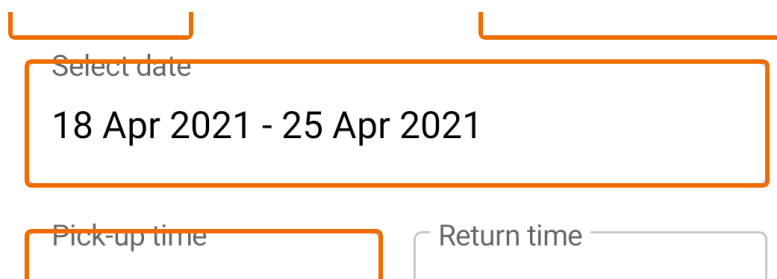 Select date
18 Apr 2021 - 25 Apr 2021
Pick-up time
Return time